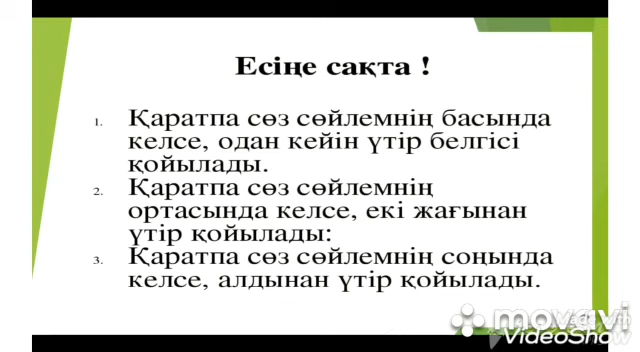 Есіңе сақта !
1. Қаратпа сөз сөйлемнің басында
келсе, одан кейін үтір белгісі
қойылады.
2. Қаратпа сөз сөйлемнің
ортасында келсе, екі жағынан
үтір қойылады:
3. Қаратпа сөз сөйлемнің соңында
келсе, алдынан үтір қойылады.
movavi
VideoShow